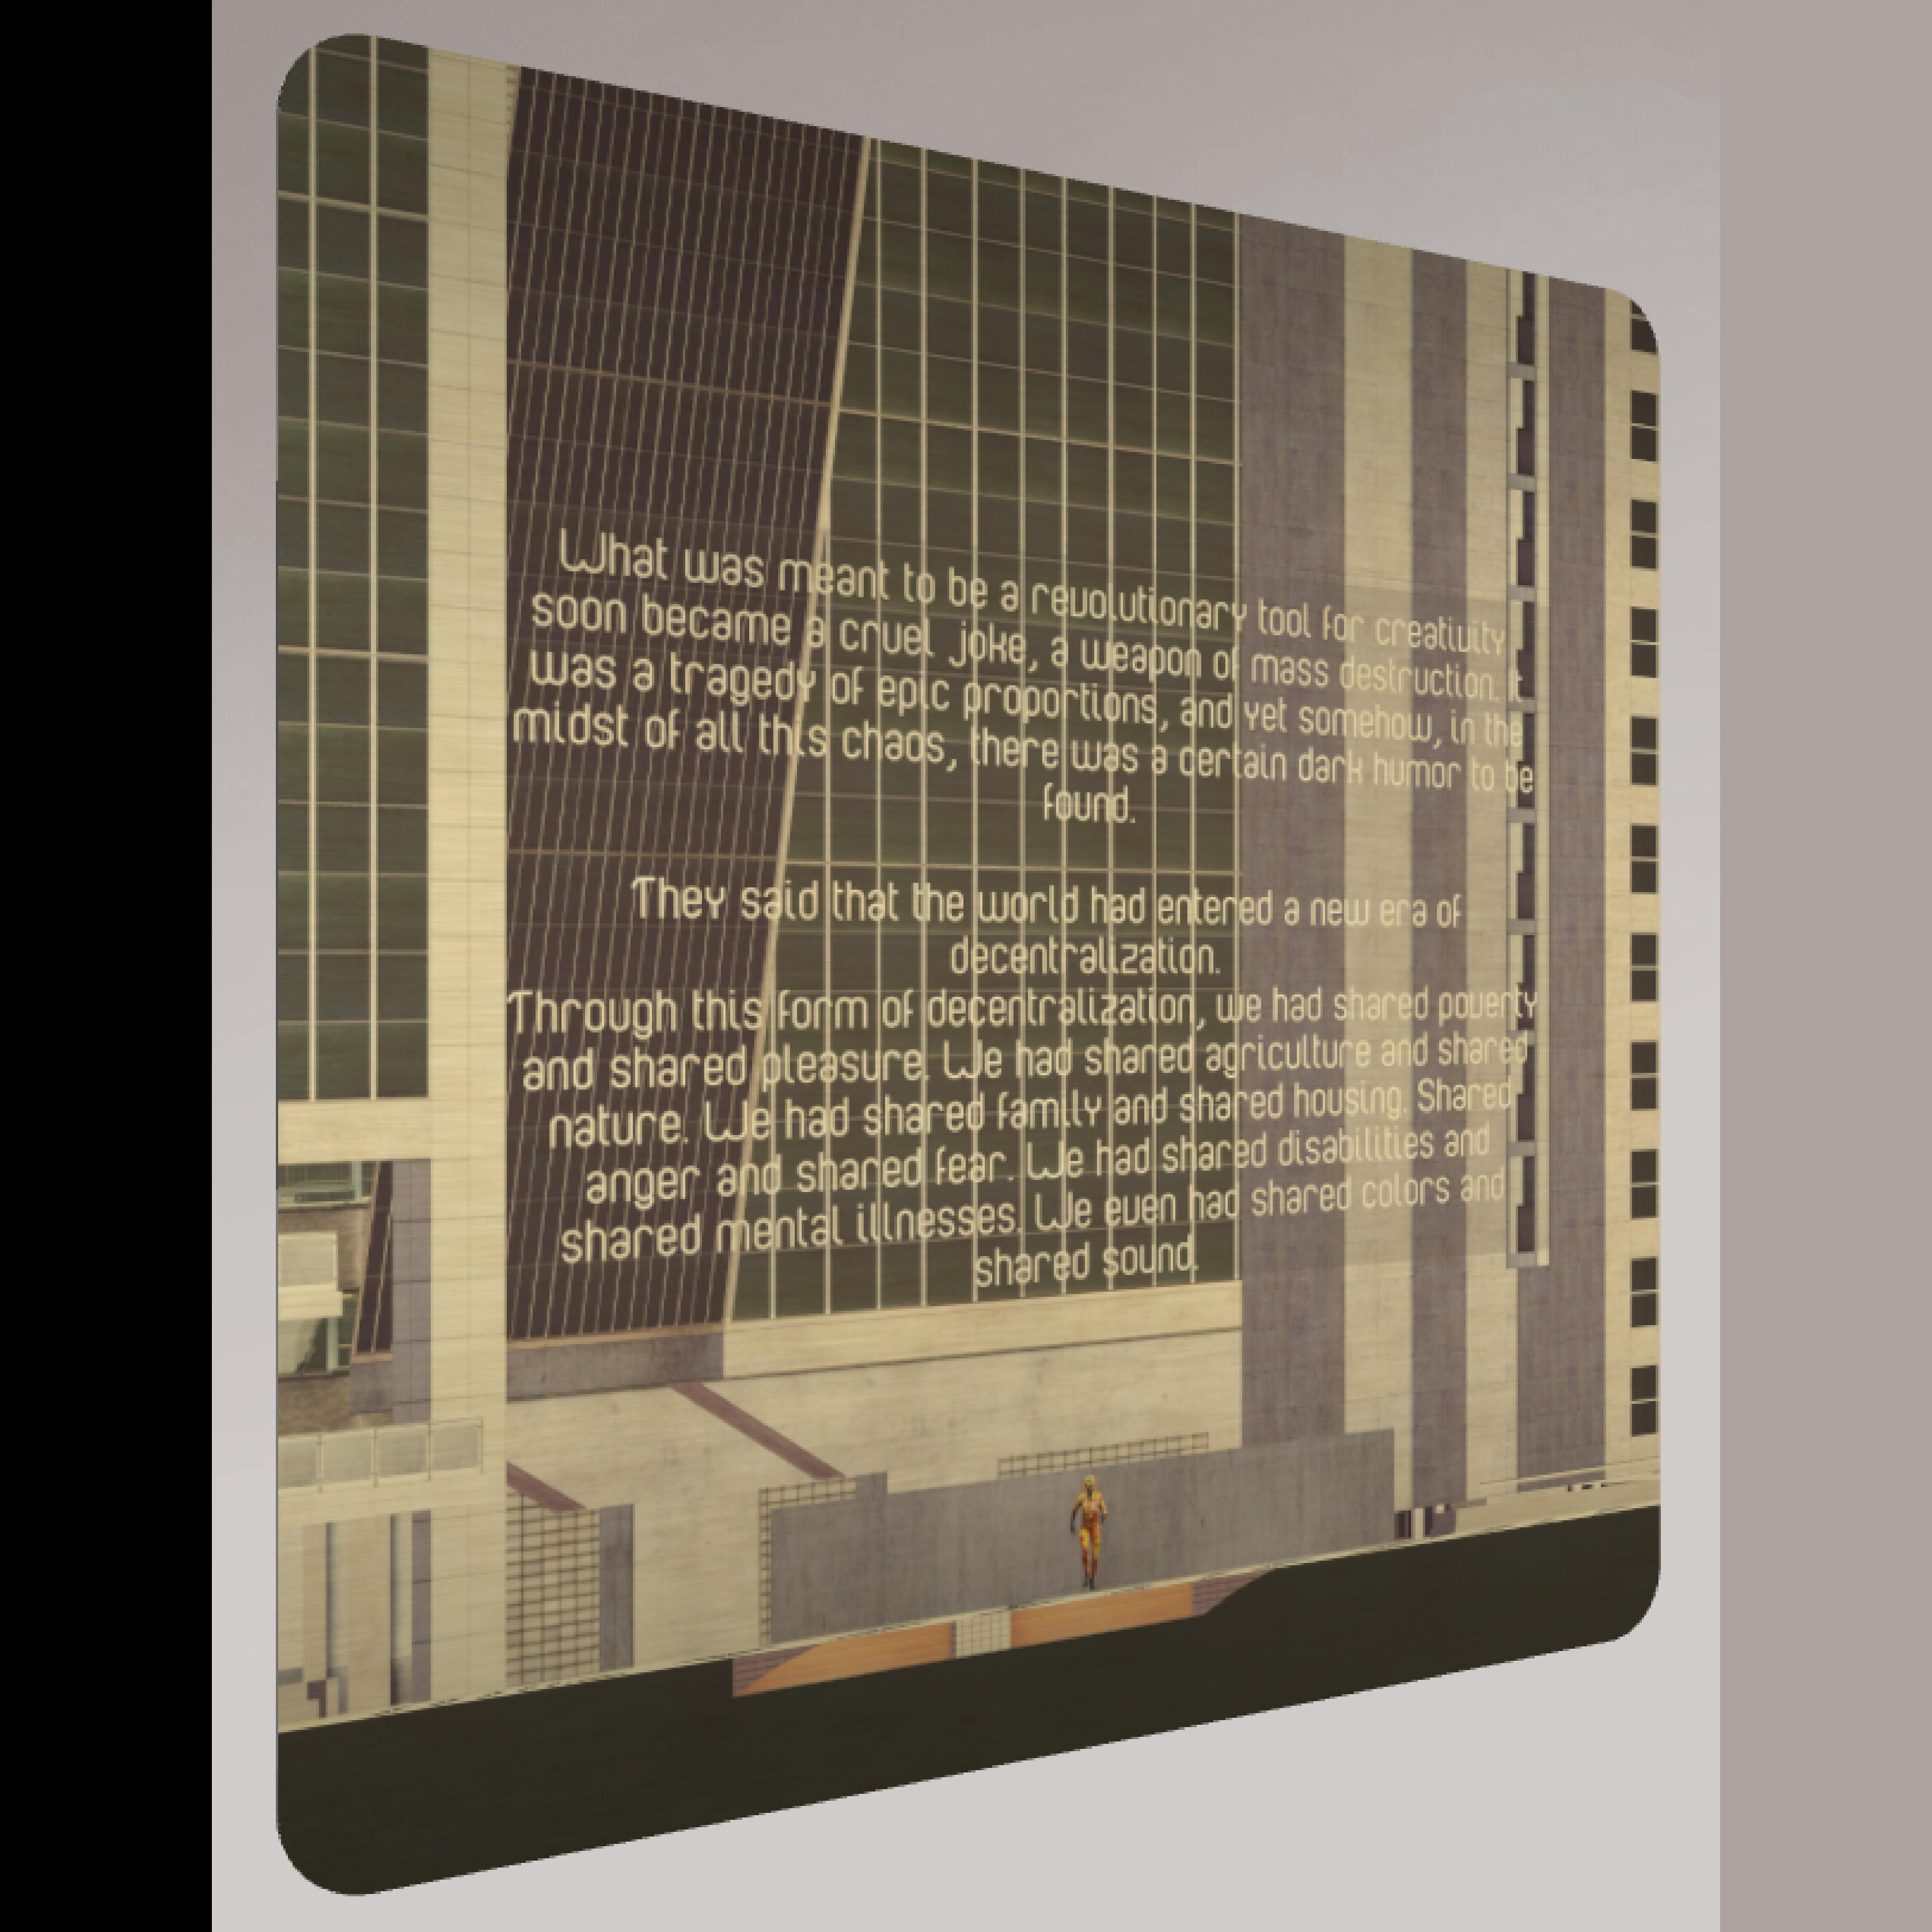 What was meant to be a revolutionary tool for creativity
soon became a cruel joke, a weapon of mass destruction. It
was a tragedy of epic proportions, and yet somehow, in the
midst of all this chaos, there was a certain dark humor to be
found.
They said that the world had entered a new era of
decentralization.
Through this form of decentralization, we had shared poverty
and shared pleasure. We had shared agriculture and shared
nature. We had shared family and shared housing. Shared
anger and shared fear. We had shared disabilities and
shared mental illnesses. We even had shared colors and
shared sound.